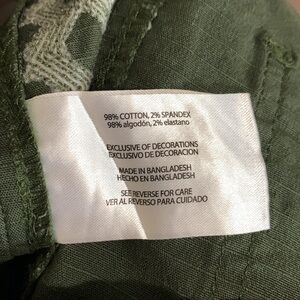 98% COTTON, 2% SPANDEX
98% algodón, 2% elastano
EXCLUSIVE OF DECORATIONS
EXCLUSIVO DE DECORACION
MADE IN BANGLADESH
HECHO EN BANGLADESH
SEE REVERSE FOR CARE
VER AL REVERSO PARA CUIDADO